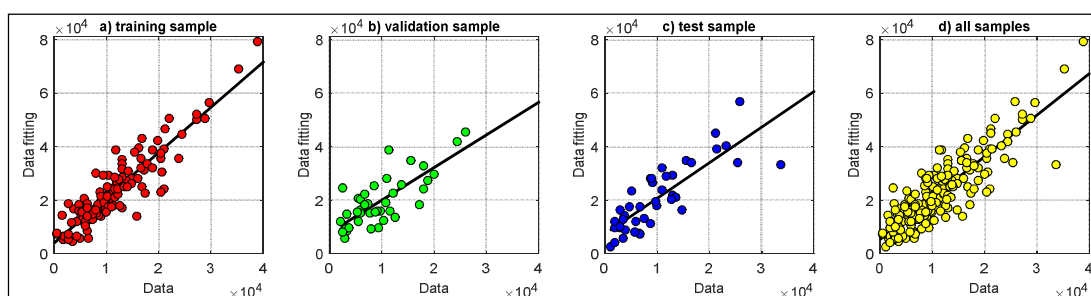 a) training sample
×10⁴
8
6
4
2
0
Data fitting
0 1 2 3 4
Data
×10⁴
b) validation sample
×10⁴
8
6
4
2
0
Data fitting
0 1 2 3 4
Data
×10⁴
c) test sample
×10⁴
8
6
4
2
0
Data fitting
0 1 2 3 4
Data
×10⁴
d) all samples
×10⁴
8
6
4
2
0
Data fitting
0 1 2 3 4
Data
×10⁴